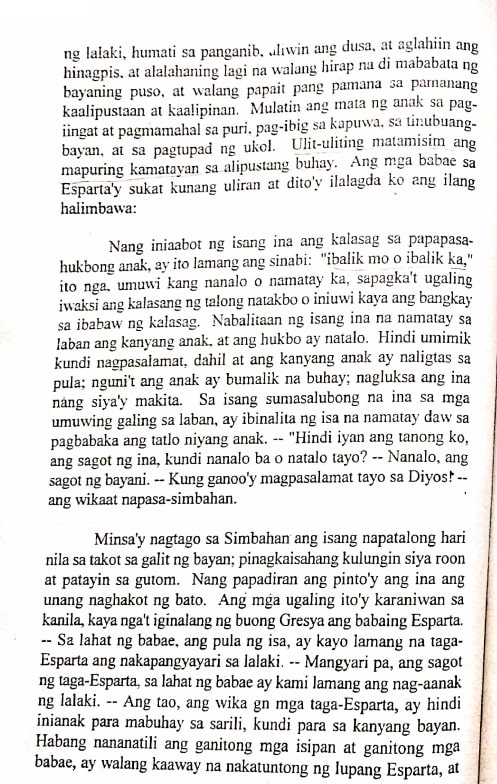 ng lalaki, humati sa panganib, aliwin ang dusa, at aglahiin ang
hinagpis, at alalahaning lagi na walang hirap na di mababata ng
bayaning puso, at walang papait pang pamana sa pamanang
kaalipustaan at kaalipinan. Mulatin ang mata ng anak sa pag-
iingat at pagmamahal sa puri, pag-ibig sa kapuwa, sa tinubuang-
bayan, at sa pagtupad ng ukol. Ulit-uliting matamisim ang
mapuring kamatayan sa alipustang buhay. Ang mga babae sa
Esparta'y sukat kunang uliran at dito'y ilalagda ko ang ilang
halimbawa:
Nang iniaabot ng isang ina ang kalasag sa papapasa-
hukbong anak, ay ito lamang ang sinabi: "ibalik mo o ibalik ka,"
ito nga, umuwi kang nanalo o namatay ka, sapagka't ugaling
iwaksi ang kalasang ng talong natakbo o iniuwi kaya ang bangkay
sa ibabaw ng kalasag. Nabalitaan ng isang ina na namatay sa
laban ang kanyang anak, at ang hukbo ay natalo. Hindi umimik
kundi nagpasalamat, dahil at ang kanyang anak ay naligtas sa
pula; nguni't ang anak ay bumalik na buhay; nagluksa ang ina
nang siya'y makita. Sa isang sumasalubong na ina sa mga
umuwing galing sa laban, ay ibinalita ng isa na namatay daw sa
pagbabaka ang tatlo niyang anak. -- "Hindi iyan ang tanong ko,
ang sagot ng ina, kundi nanalo ba o natalo tayo? -- Nanalo, ang
sagot ng bayani. -- Kung ganoo'y magpasalamat tayo sa Diyos! --
ang wikaat napasa-simbahan.
Minsa'y nagtago sa Simbahan ang isang napatalong hari
nila sa takot sa galit ng bayan; pinagkaisahang kulungin siya roon
at patayin sa gutom. Nang papadiran ang pinto'y ang ina ang
unang naghakot ng bato. Ang mga ugaling ito'y karaniwan sa
kanila, kaya nga't iginalang ng buong Gresya ang babaing Esparta.
-- Sa lahat ng babae, ang pula ng isa, ay kayo lamang na taga-
Esparta ang nakapangyayari sa lalaki. -- Mangyari pa, ang sagot
ng taga-Esparta, sa lahat ng babae ay kami lamang ang nag-aanak
ng lalaki. -- Ang tao, ang wika gn mga taga-Esparta, ay hindi
inianak para mabuhay sa sarili, kundi para sa kanyang bayan.
Habang nananatili ang ganitong mga isipan at ganitong mga
babae, ay walang kaaway na nakatuntong ng lupang Esparta, at